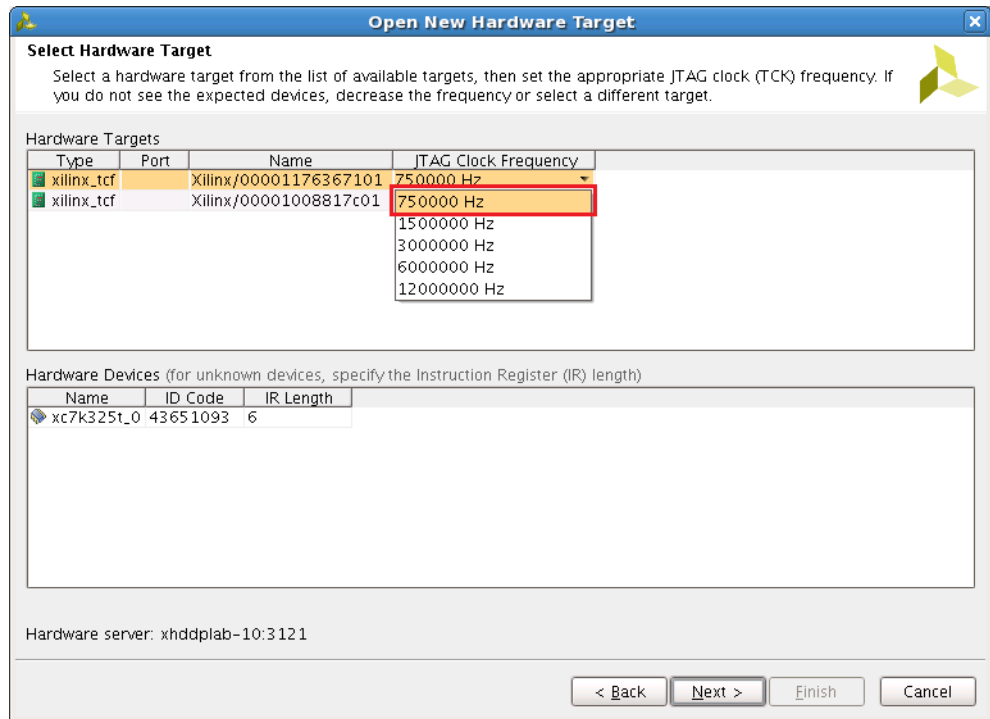 Open New Hardware Target
Select Hardware Target
Select a hardware target from the list of available targets, then set the appropriate JTAG clock (TCK) frequency. If
you do not see the expected devices, decrease the frequency or select a different target.
Hardware Targets
Type Port Name JTAG Clock Frequency
xilinx_tcf Xilinx/00001176367101 750000 Hz
xilinx_tcf Xilinx/00001008817c01 750000 Hz
1500000 Hz
3000000 Hz
6000000 Hz
12000000 Hz
Hardware Devices (for unknown devices, specify the Instruction Register (IR) length)
Name ID Code IR Length
xc7k325t_0 43651093 6
Hardware server: xhddplab-10:3121
< Back Next > Finish Cancel